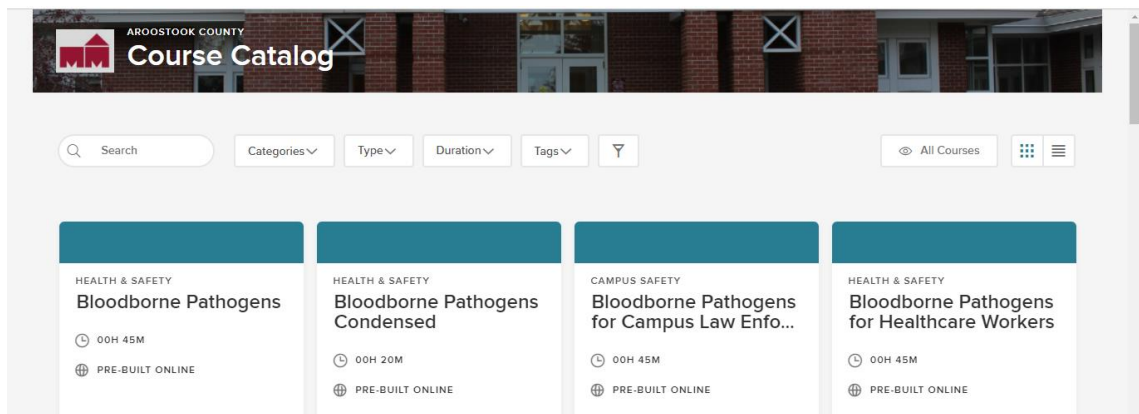 AROOSTOOK COUNTY
Course Catalog
Search
Categories
Type
Duration
Tags
All Courses
HEALTH & SAFETY
Bloodborne Pathogens
00H 45M
PRE-BUILT ONLINE
HEALTH & SAFETY
Bloodborne Pathogens
Condensed
00H 20M
PRE-BUILT ONLINE
CAMPUS SAFETY
Bloodborne Pathogens
for Campus Law Enfo...
00H 45M
PRE-BUILT ONLINE
HEALTH & SAFETY
Bloodborne Pathogens
for Healthcare Workers
00H 45M
PRE-BUILT ONLINE